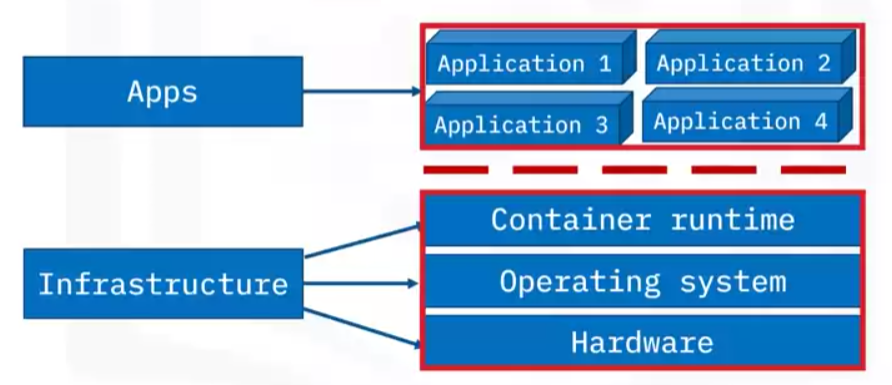 Apps
Application 1
Application 2
Application 3
Application 4
Infrastructure
Container runtime
Operating system
Hardware